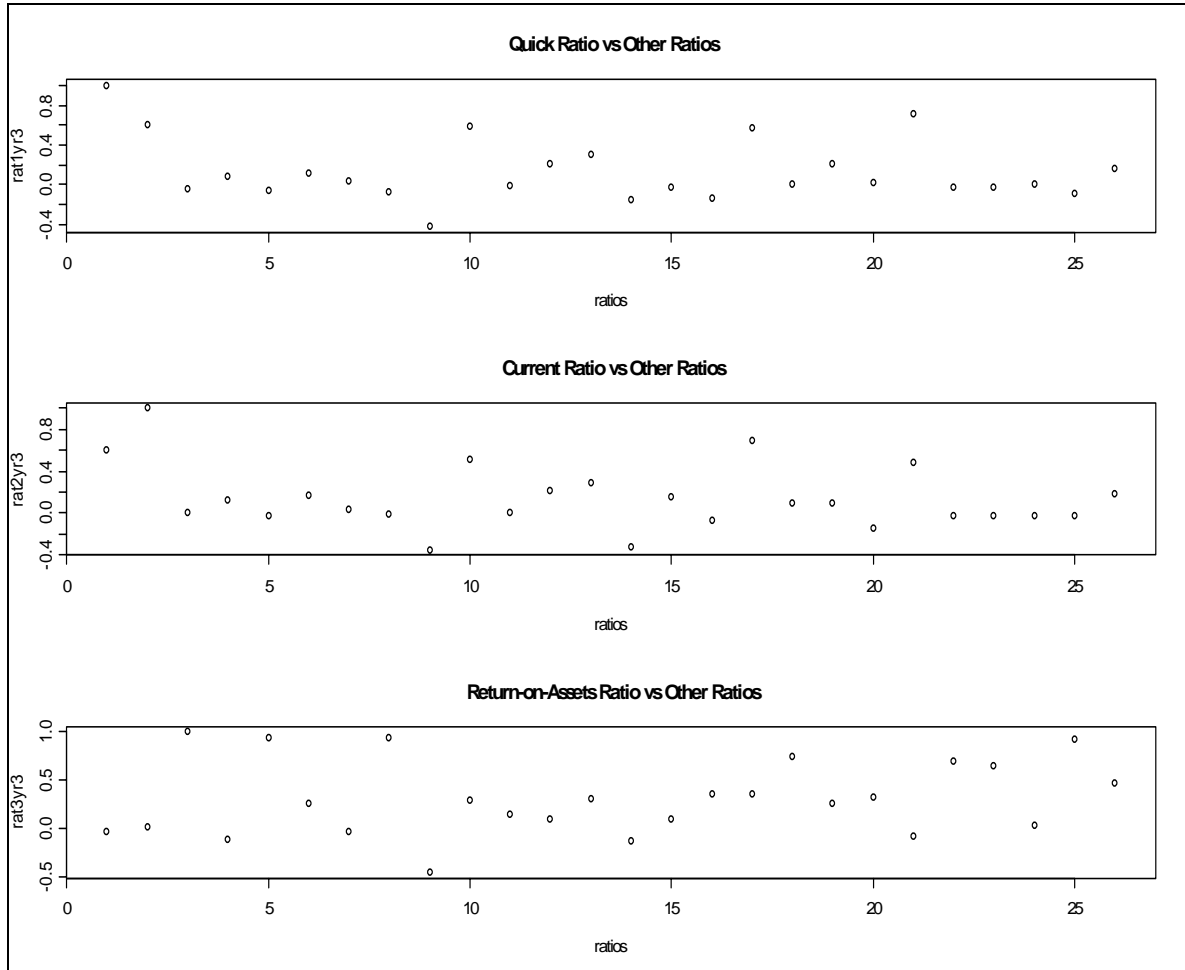 Quick Ratio vs Other Ratios
rat1yr3
-0.4 0.0 0.4 0.8
0 5 10 15 20 25
ratios
Current Ratio vs Other Ratios
rat2yr3
-0.4 0.0 0.4 0.8
0 5 10 15 20 25
ratios
Return-on-Assets Ratio vs Other Ratios
rat3yr3
-0.5 0.0 0.5 1.0
0 5 10 15 20 25
ratios